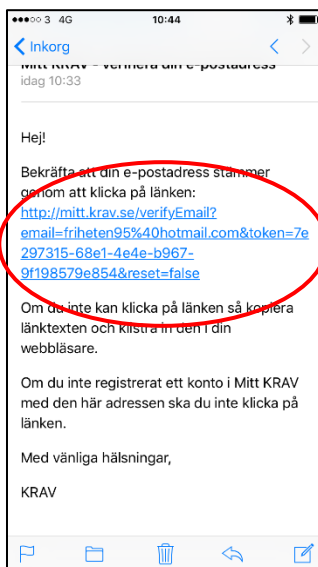 3 4G 10:44
Inkorg
Mitt KRAV - verifiera din e-postadress
idag 10:33
Hej!
Bekräfta att din e-postadress stämmer
genom att klicka på länken:
http://mitt.krav.se/verifyEmail?
email=friheten95%40hotmail.com&token=7e
297315-68e1-4e4e-b967-
9f198579e854&reset=false
Om du inte kan klicka på länken så kopiera
länktexten och klistra in den i din
webbläsare.
Om du inte registrerat ett konto i Mitt KRAV
med den här adressen ska du inte klicka på
länken.
Med vänliga hälsningar,
KRAV